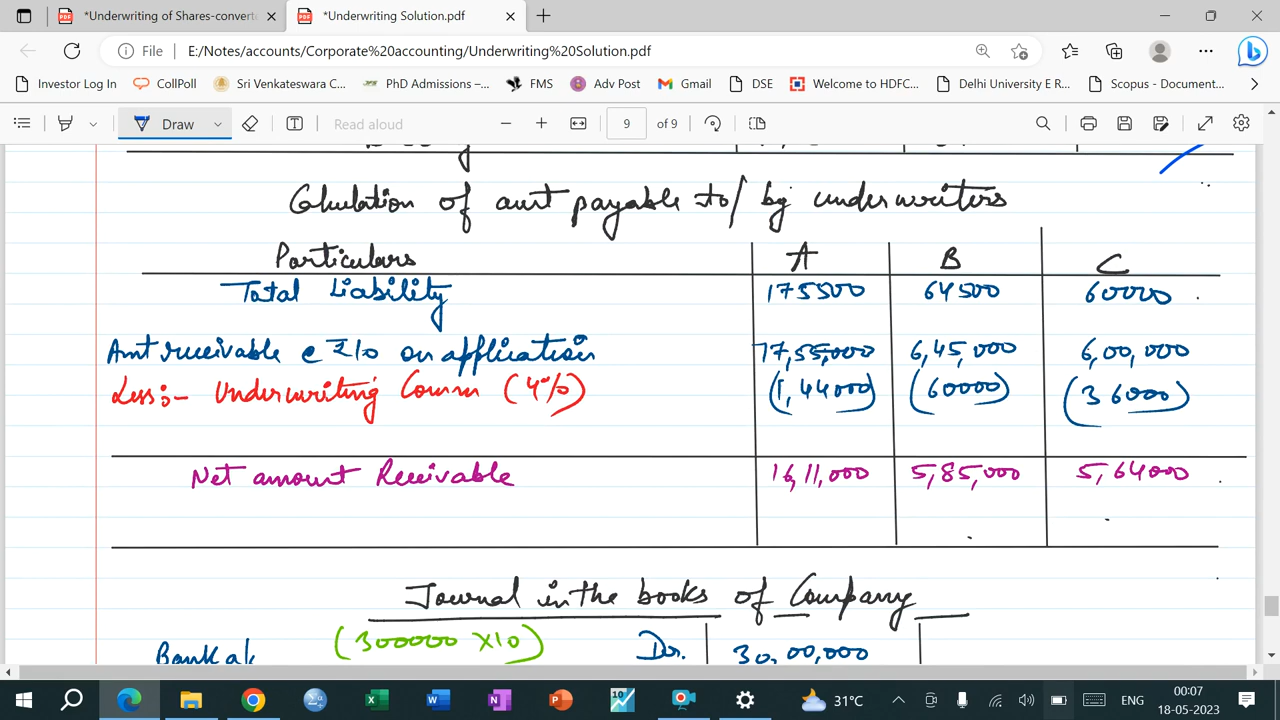 *Underwriting of Shares-convert
*Underwriting Solution.pdf
File E:/Notes/accounts/Corporate%20accounting/Underwriting%20Solution.pdf
Investor Log In CollPoll Sri Venkateswara C... PhD Admissions –... FMS Adv Post Gmail DSE Welcome to HDFC... Delhi University E R... Scopus - Document...
Draw Read aloud 9 of 9
Calculation of amt payable to/ by underwriters
Particulars A B C
Total Liability 175500 64500 60000
Amt receivable @ ₹10 on application 17,55,000 6,45,000 6,00,000
Less:- Underwriting Comm (4%) (1,44000) (60000) (36000)
Net amount Receivable 16,11,000 5,85,000 5,64000
Journal in the books of Company
(300000 X10)
Bank a/c Dr. 30,00,000
31°C ENG 00:07
18-05-2023